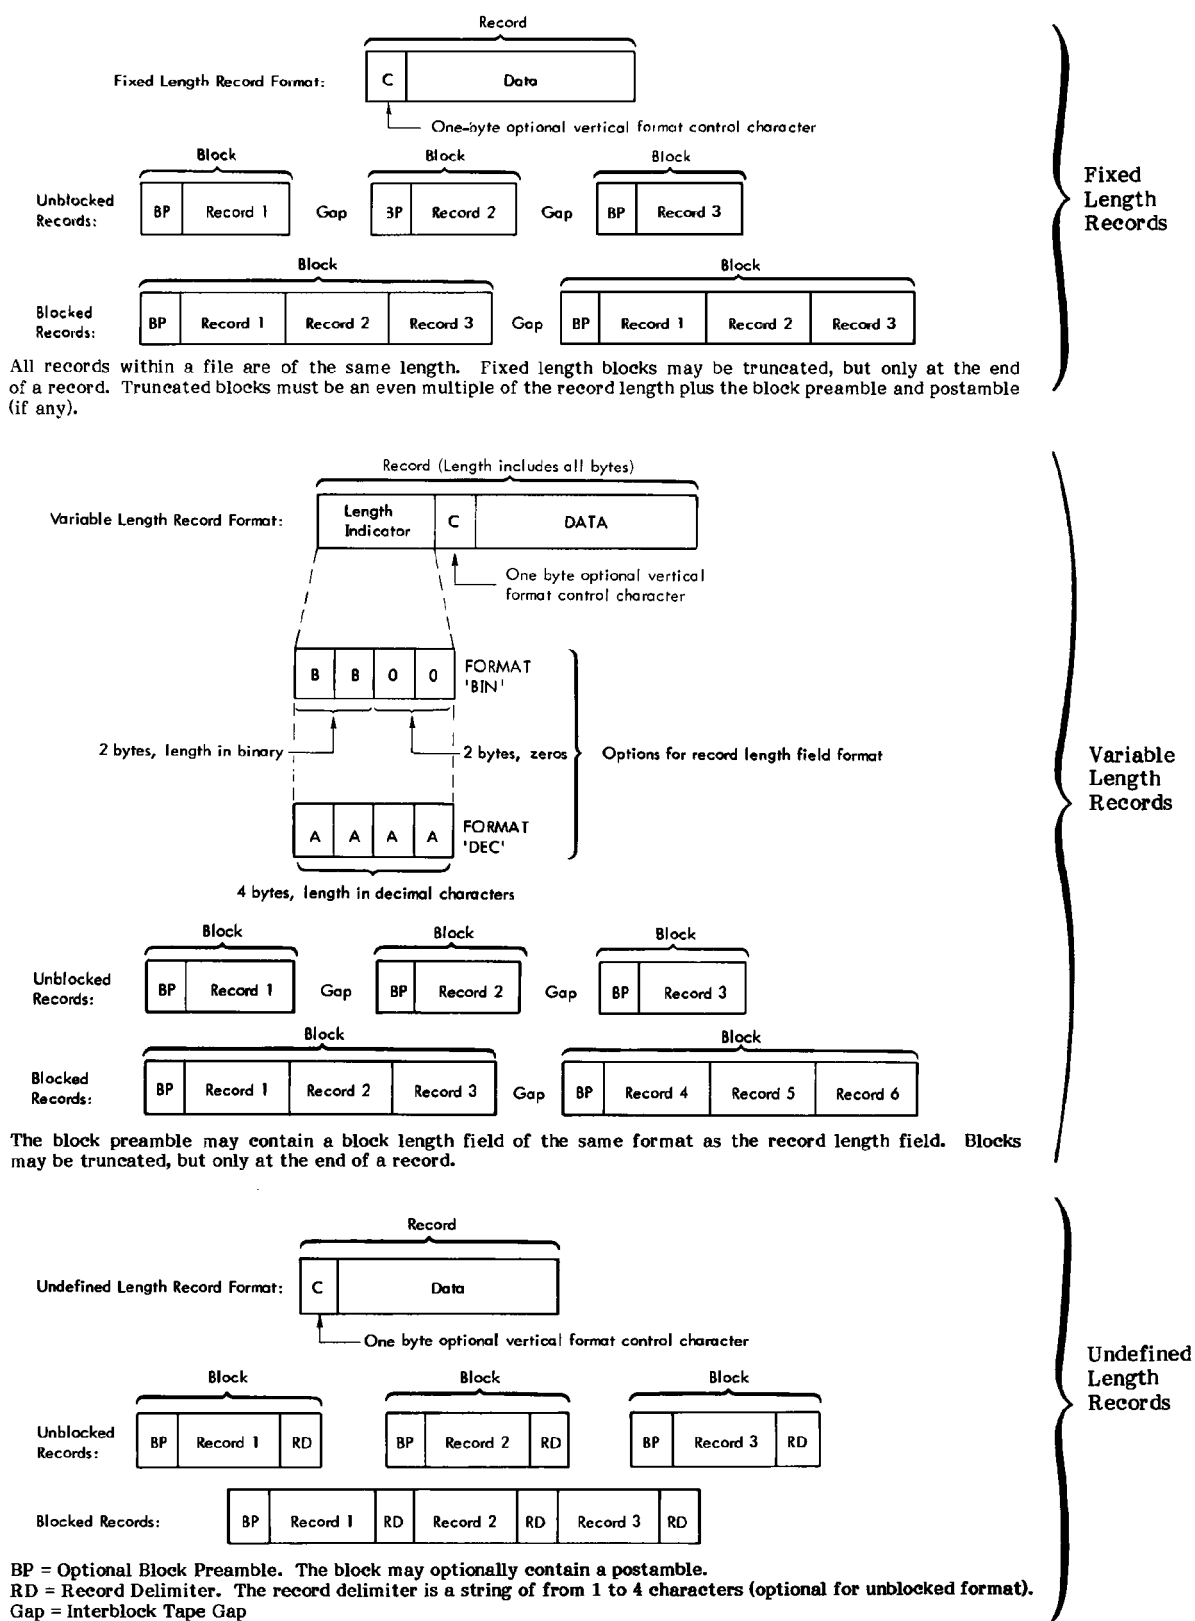 Record
Fixed Length Record Format:
C Data
One-byte optional vertical format control character
Block Block Block
Unblocked
Records:
BP Record 1 Gap BP Record 2 Gap BP Record 3
Block Block
Blocked
Records:
BP Record 1 Record 2 Record 3 Gap BP Record 1 Record 2 Record 3
Fixed
Length
Records
All records within a file are of the same length. Fixed length blocks may be truncated, but only at the end
of a record. Truncated blocks must be an even multiple of the record length plus the block preamble and postamble
(if any).
Record (Length includes all bytes)
Variable Length Record Format:
Length
Indicator
C DATA
One byte optional vertical
format control character
B B 0 0
FORMAT
'BIN'
2 bytes, length in binary
2 bytes, zeros
Options for record length field format
A A A A
FORMAT
'DEC'
4 bytes, length in decimal characters
Variable
Length
Records
Block Block Block
Unblocked
Records:
BP Record 1 Gap BP Record 2 Gap BP Record 3
Block Block
Blocked
Records:
BP Record 1 Record 2 Record 3 Gap BP Record 4 Record 5 Record 6
The block preamble may contain a block length field of the same format as the record length field. Blocks
may be truncated, but only at the end of a record.
Record
Undefined Length Record Format:
C Data
One byte optional vertical format control character
Undefined
Length
Records
Block Block Block
Unblocked
Records:
BP Record 1 RD BP Record 2 RD BP Record 3 RD
Blocked Records:
BP Record 1 RD Record 2 RD Record 3 RD
BP = Optional Block Preamble. The block may optionally contain a postamble.
RD = Record Delimiter. The record delimiter is a string of from 1 to 4 characters (optional for unblocked format).
Gap = Interblock Tape Gap